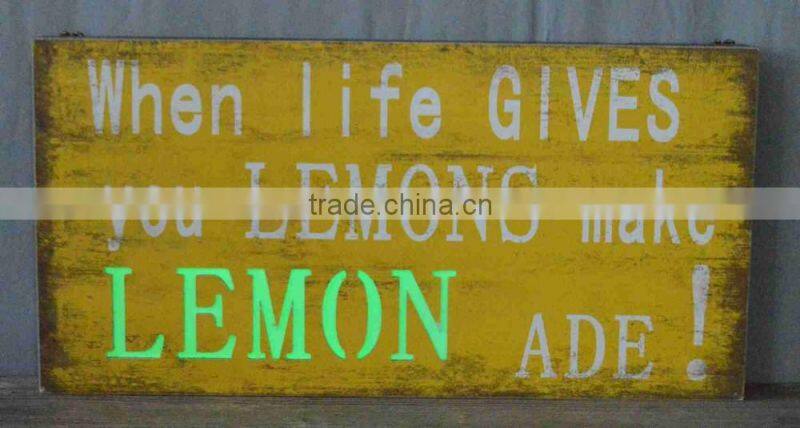 When life GIVES
you LEMONS make
trade.china.cn
LEMON ADE!